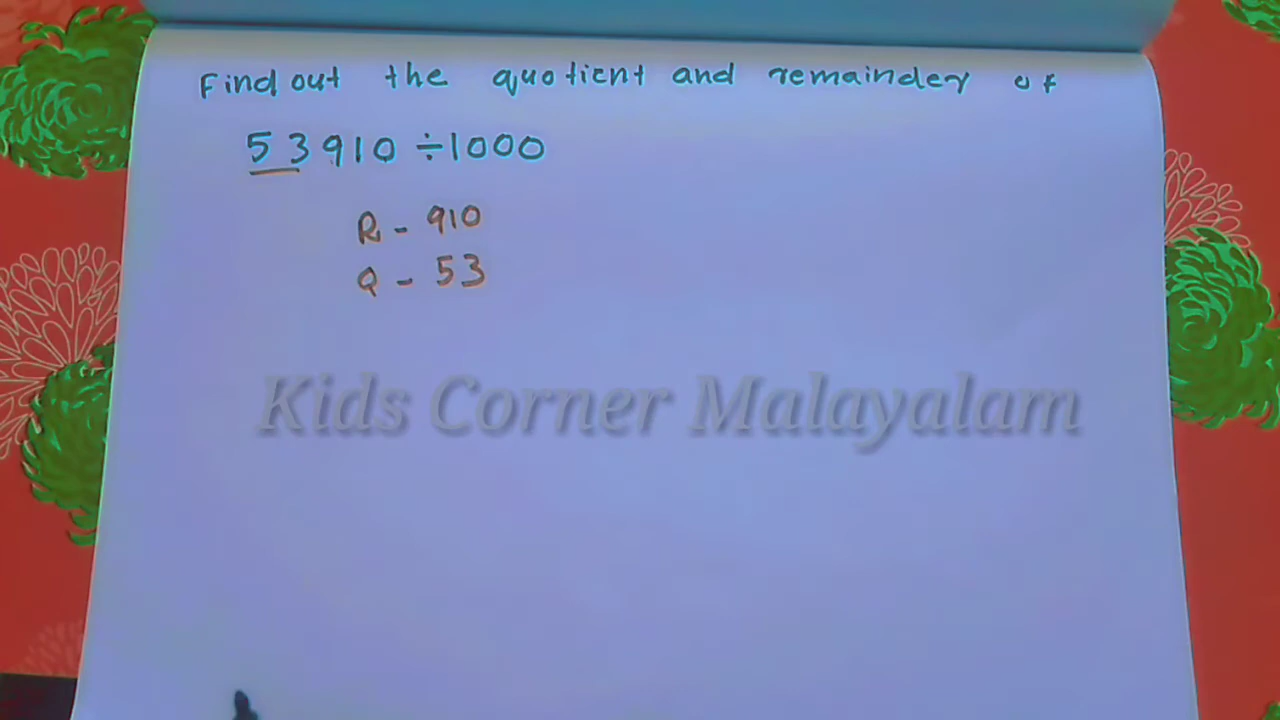 Find out the quotient and remainder of
53910 ÷ 1000
R - 910
Q - 53
Kids Corner Malayalam